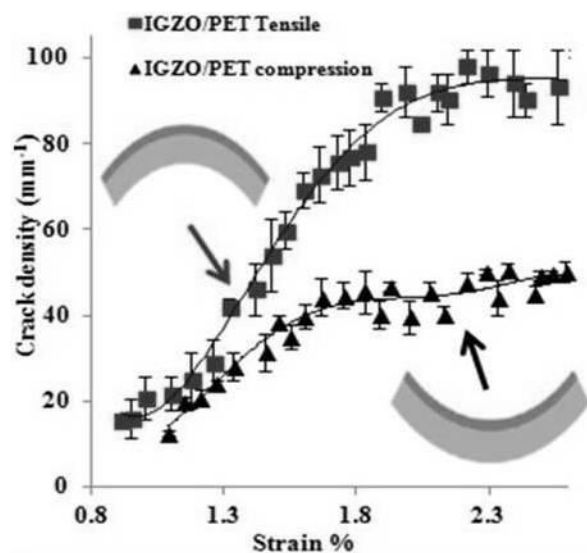 IGZO/PET Tensile
IGZO/PET compression
100
80
60
40
20
0
Crack density (mm⁻¹)
0.8 1.3 1.8 2.3
Strain %